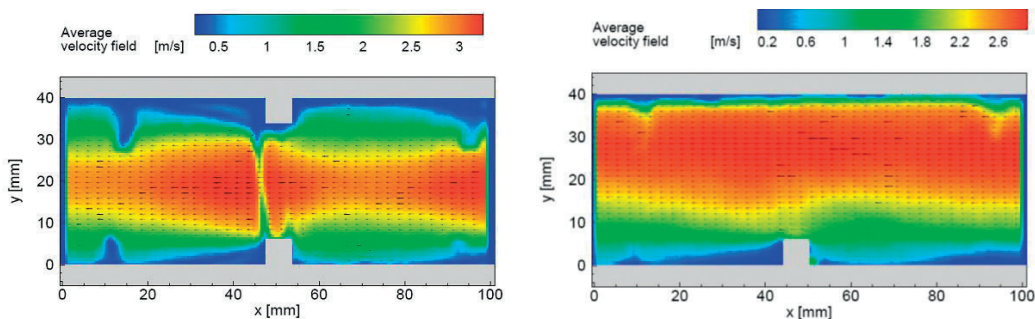 Average
velocity field [m/s]
0.5 1 1.5 2 2.5 3
y [mm]
40
30
20
10
0
0 20 40 60 80 100
x [mm]
Average
velocity field [m/s]
0.2 0.6 1 1.4 1.8 2.2 2.6
y [mm]
40
30
20
10
0
0 20 40 60 80 100
x [mm]